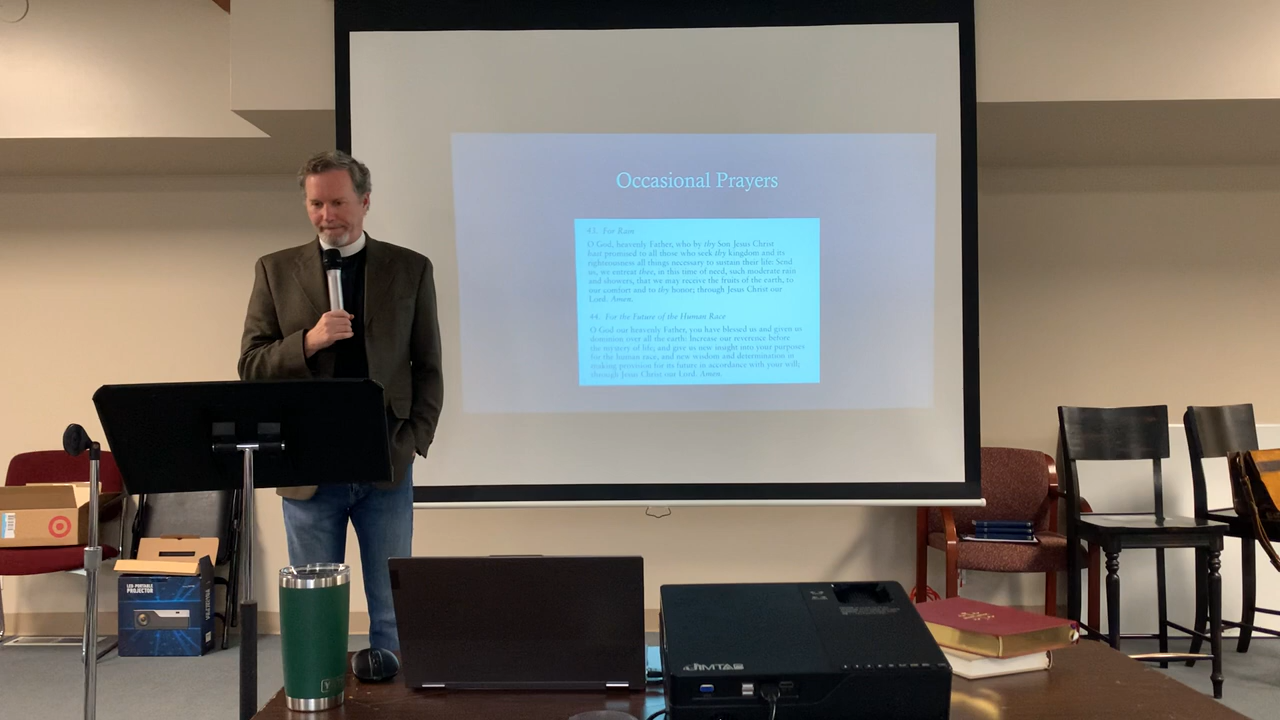 Occasional Prayers
43. For Rain
O God, heavenly Father, who by thy Son Jesus Christ
hast promised to all those who seek thy kingdom and its
righteousness all things necessary to sustain their life: Send
us, we entreat thee, in this time of need, such moderate rain
and showers, that we may receive the fruits of the earth, to
our comfort and to thy honor; through Jesus Christ our
Lord. Amen.
44. For the Future of the Human Race
O God our heavenly Father, you have blessed us and given us
dominion over all the earth: Increase our reverence before
the mystery of life; and give us new insight into your purposes
for the human race, and new wisdom and determination in
making provision for its future in accordance with your will;
through Jesus Christ our Lord. Amen.
LED PORTABLE
PROJECTOR
JIMTAB